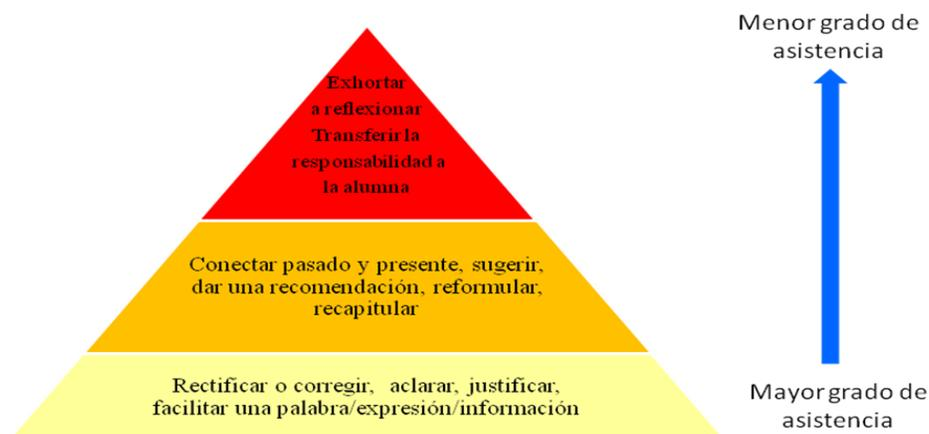 Menor grado de
asistencia
Exhortar
a reflexionar
Transferir la
responsabilidad a
la alumna
Conectar pasado y presente, sugerir,
dar una recomendación, reformular,
recapitular
Rectificar o corregir, aclarar, justificar,
facilitar una palabra/expresión/información
Mayor grado de
asistencia